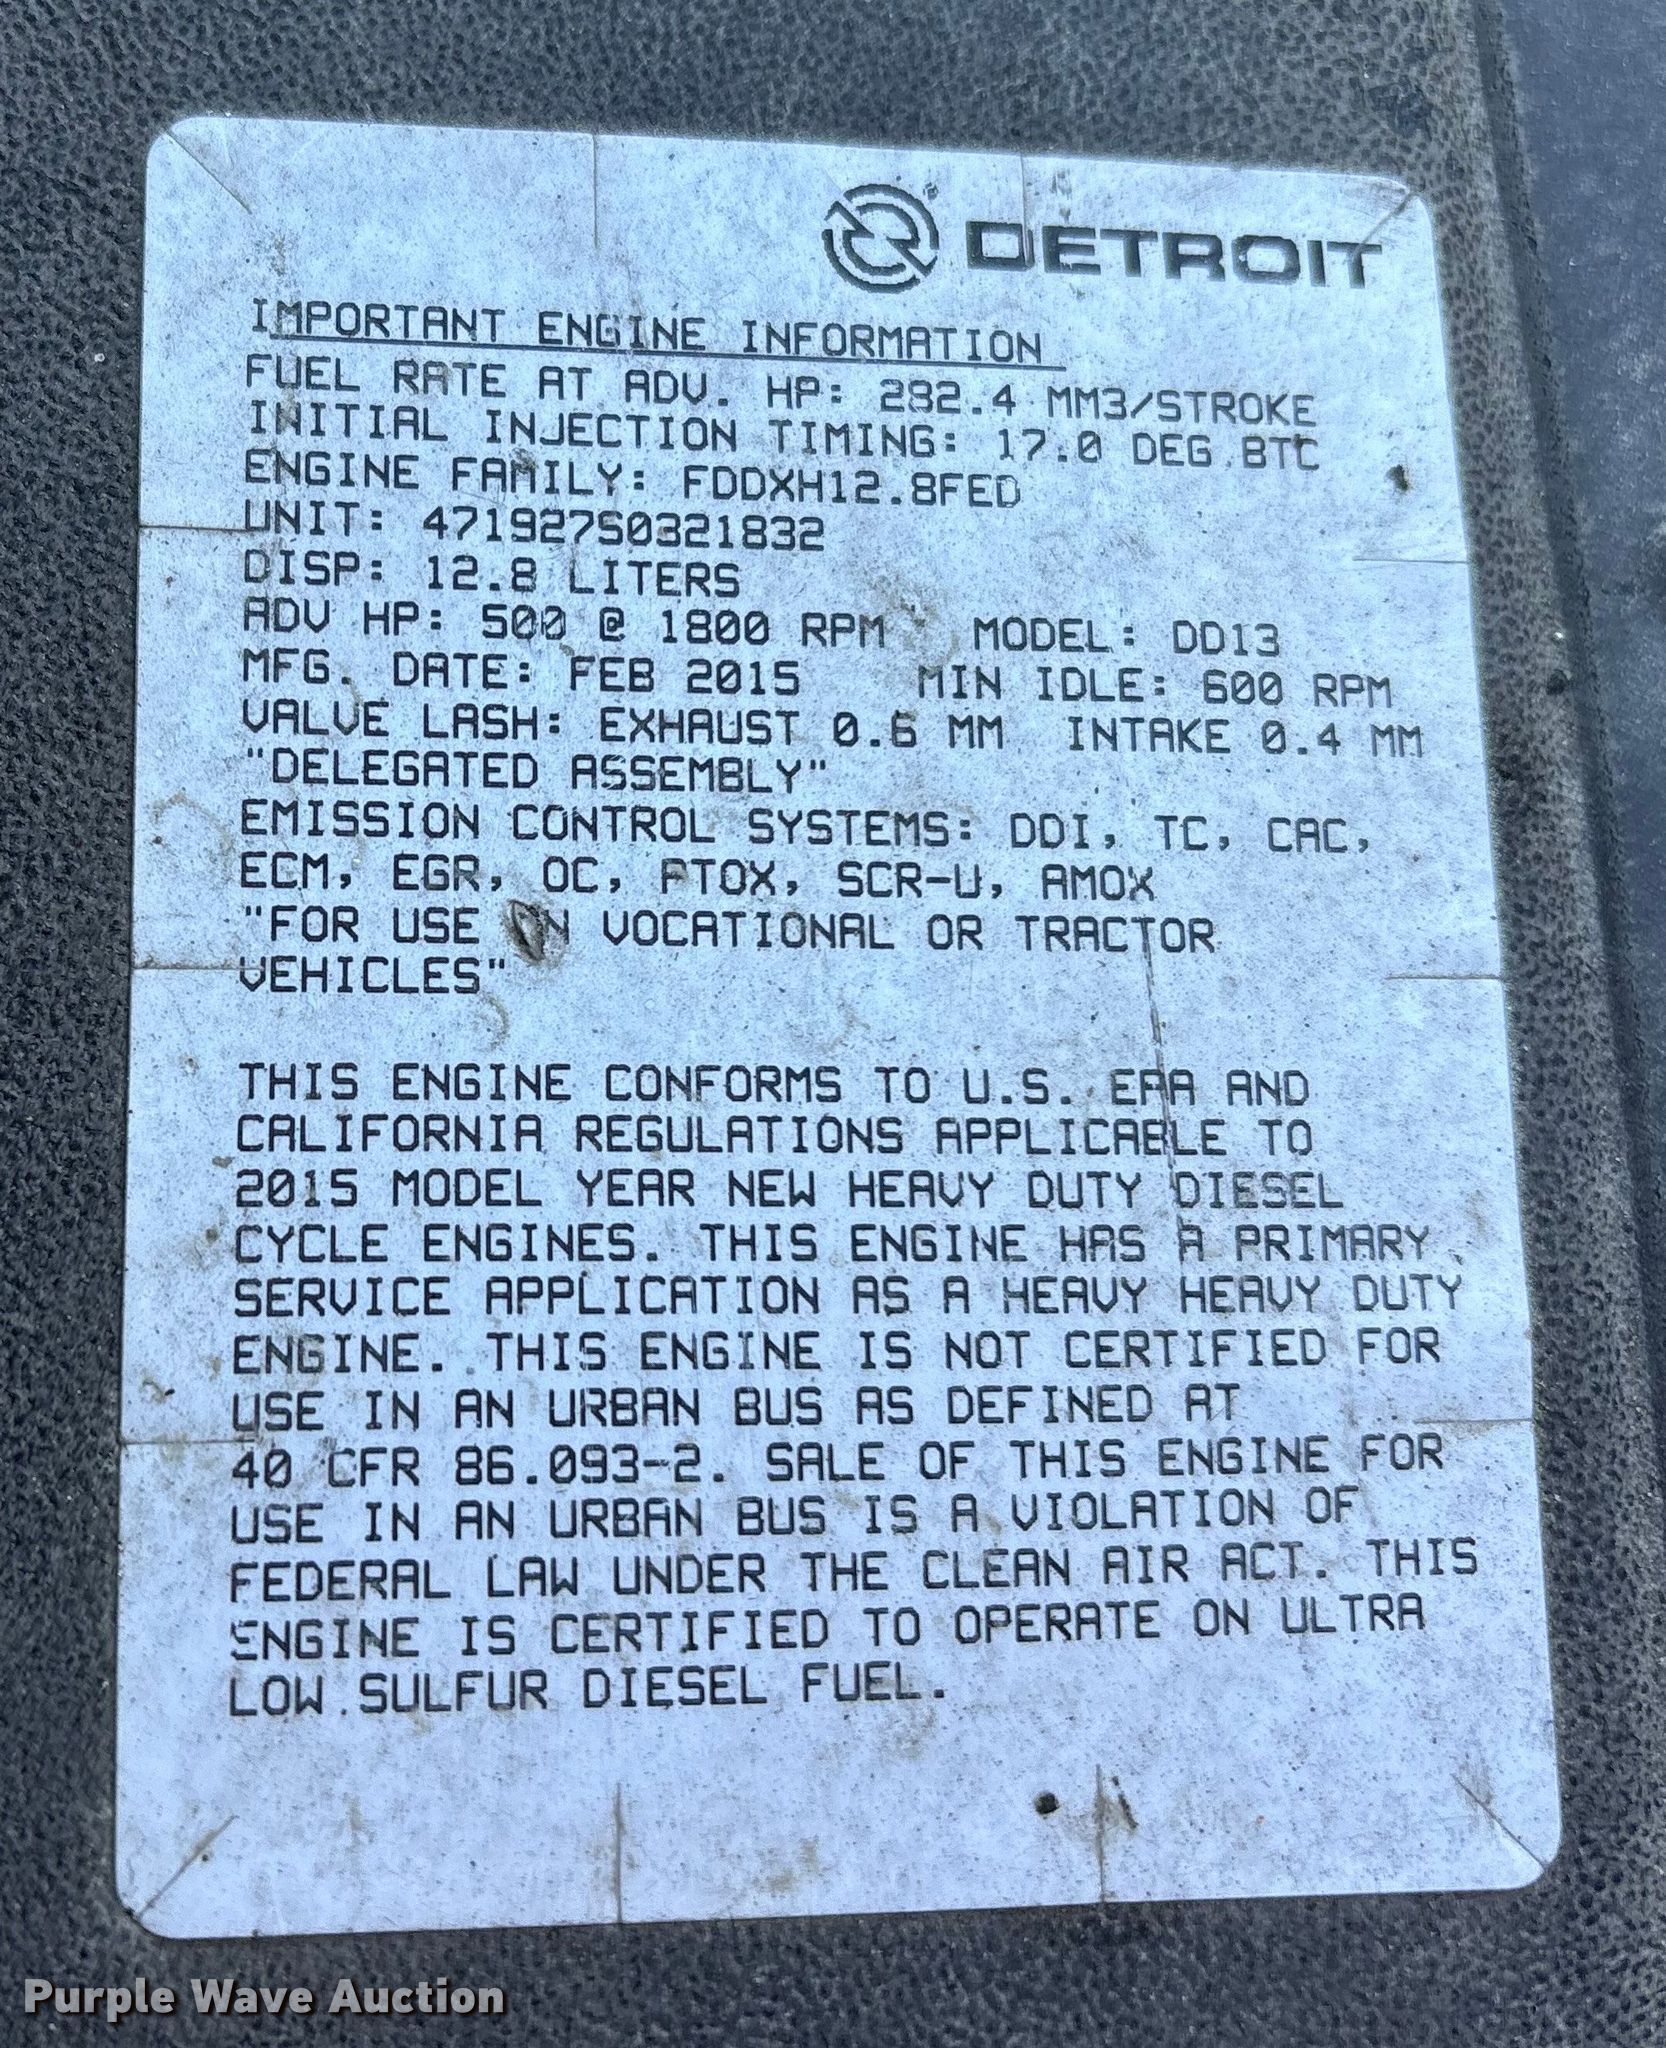 DETROIT
IMPORTANT ENGINE INFORMATION
FUEL RATE AT ADV. HP: 282.4 MM3/STROKE
INITIAL INJECTION TIMING: 17.0 DEG.BTC
ENGINE FAMILY: FDDXH12.8FED
UNIT: 471927S0321832
DISP: 12.8 LITERS
ADV HP: 500 @ 1800 RPM MODEL: DD13
MFG. DATE: FEB 2015 MIN IDLE: 600 RPM
VALVE LASH: EXHAUST 0.6 MM INTAKE 0.4 MM
"DELEGATED ASSEMBLY"
EMISSION CONTROL SYSTEMS: DDI, TC, CAC,
ECM, EGR, OC, PTOX, SCR-U, AMOX
"FOR USE IN VOCATIONAL OR TRACTOR
VEHICLES"
THIS ENGINE CONFORMS TO U.S. EPA AND
CALIFORNIA REGULATIONS APPLICABLE TO
2015 MODEL YEAR NEW HEAVY DUTY DIESEL
CYCLE ENGINES. THIS ENGINE HAS A PRIMARY
SERVICE APPLICATION AS A HEAVY HEAVY DUTY
ENGINE. THIS ENGINE IS NOT CERTIFIED FOR
USE IN AN URBAN BUS AS DEFINED AT
40 CFR 86.093-2. SALE OF THIS ENGINE FOR
USE IN AN URBAN BUS IS A VIOLATION OF
FEDERAL LAW UNDER THE CLEAN AIR ACT. THIS
ENGINE IS CERTIFIED TO OPERATE ON ULTRA
LOW SULFUR DIESEL FUEL.
Purple Wave Auction